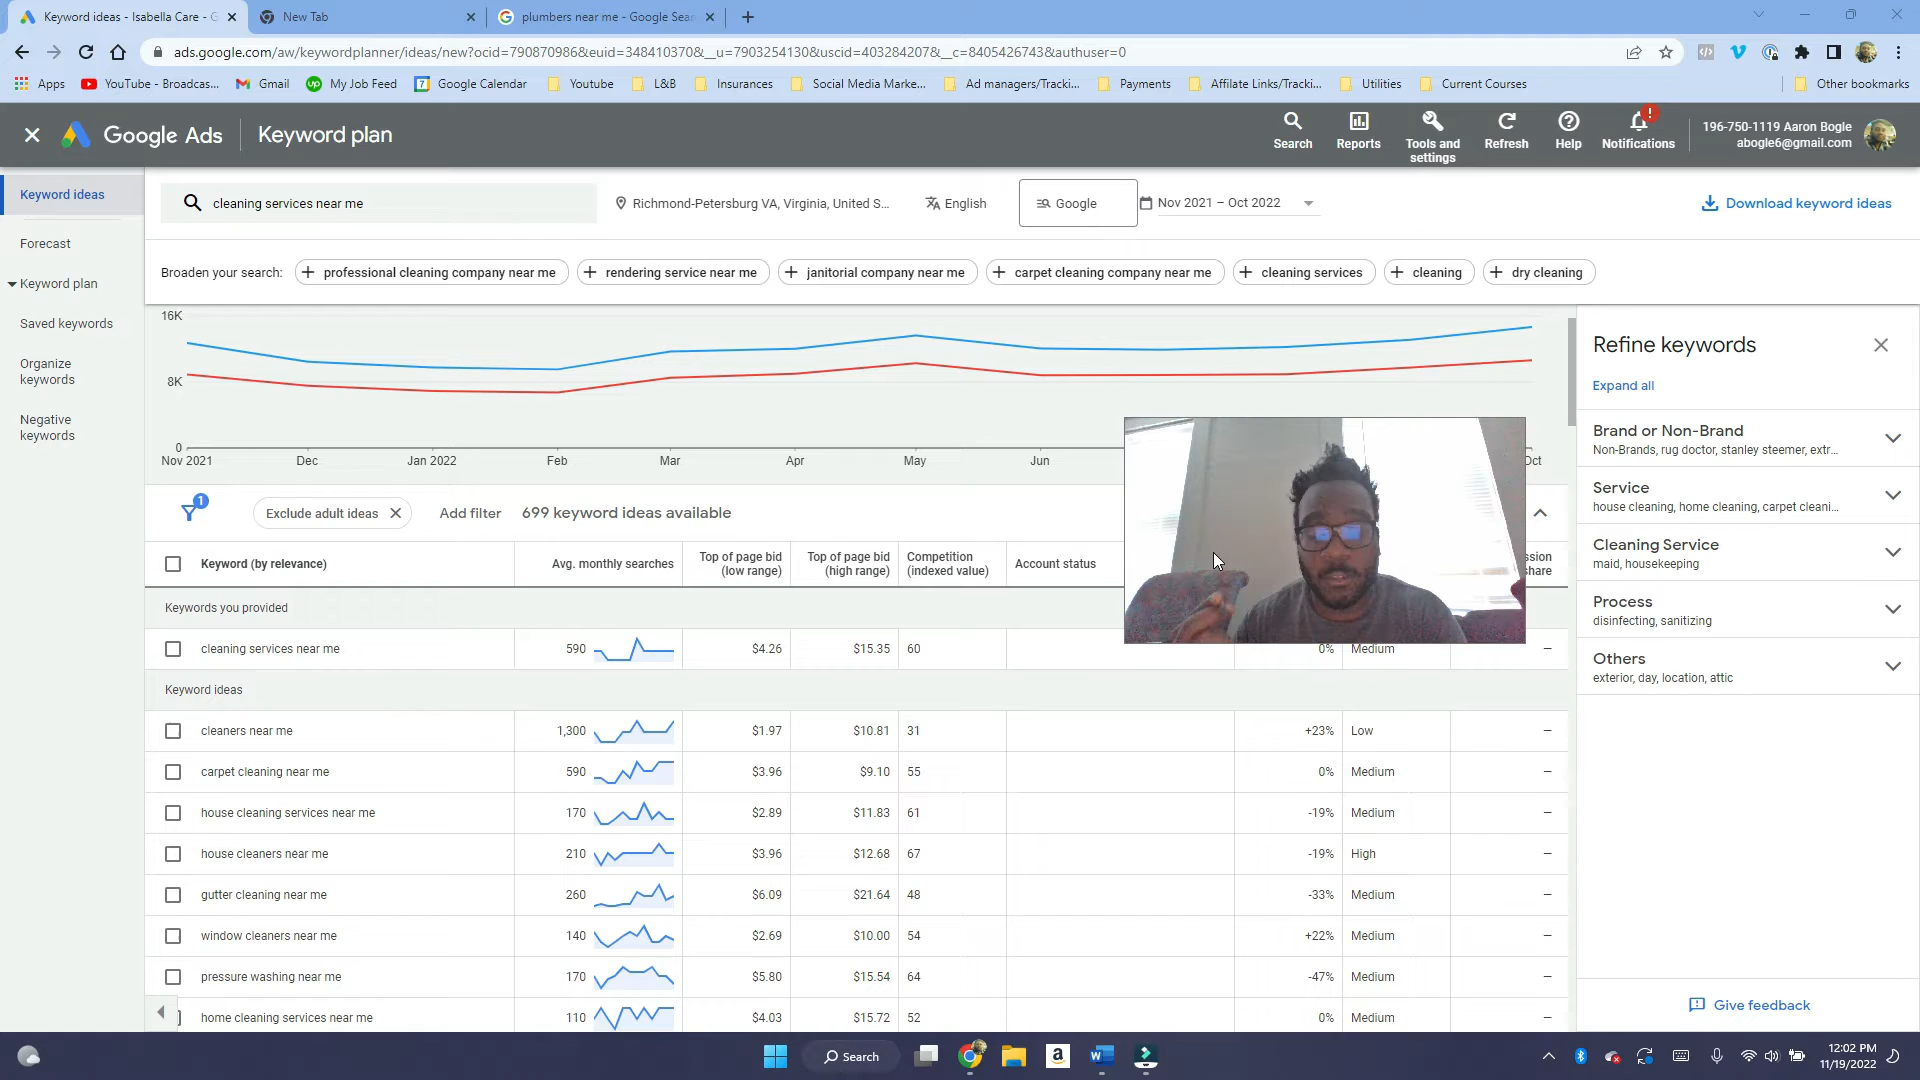 Keyword ideas - Isabella Care - G
New Tab
plumbers near me - Google Sea
ads.google.com/aw/keywordplanner/ideas/new?ocid=790870986&euid=348410370&__u=7903254130&uscid=403284207&__c=8405426743&authuser=0
Apps
YouTube - Broadcas...
Gmail
My Job Feed
Google Calendar
Youtube
L&B
Insurances
Social Media Marke...
Ad managers/Tracki...
Payments
Affilate Links/Tracki...
Utilities
Current Courses
Other bookmarks
Google Ads
Keyword plan
Search
Reports
Tools and settings
Refresh
Help
!
Notifications
196-750-1119 Aaron Bogle
abogle6@gmail.com
Keyword ideas
Forecast
Keyword plan
Saved keywords
Organize
keywords
Negative
keywords
cleaning services near me
Richmond-Petersburg VA, Virginia, United S...
English
Google
Nov 2021 – Oct 2022
Download keyword ideas
Broaden your search:
professional cleaning company near me
rendering service near me
janitorial company near me
carpet cleaning company near me
cleaning services
cleaning
dry cleaning
16K
8K
0
Nov 2021 Dec Jan 2022 Feb Mar Apr May Jun Oct
1
Exclude adult ideas
Add filter
699 keyword ideas available
Keyword (by relevance) Avg. monthly searches Top of page bid (low range) Top of page bid (high range) Competition (indexed value) Account status ssion share
Keywords you provided
cleaning services near me 590 $4.26 $15.35 60 0% Medium –
Keyword ideas
cleaners near me 1,300 $1.97 $10.81 31 +23% Low –
carpet cleaning near me 590 $3.96 $9.10 55 0% Medium –
house cleaning services near me 170 $2.89 $11.83 61 -19% Medium –
house cleaners near me 210 $3.96 $12.68 67 -19% High –
gutter cleaning near me 260 $6.09 $21.64 48 -33% Medium –
window cleaners near me 140 $2.69 $10.00 54 +22% Medium –
pressure washing near me 170 $5.80 $15.54 64 -47% Medium –
home cleaning services near me 110 $4.03 $15.72 52 0% Medium –
Refine keywords
Expand all
Brand or Non-Brand
Non-Brands, rug doctor, stanley steemer, extr...
Service
house cleaning, home cleaning, carpet cleani...
Cleaning Service
maid, housekeeping
Process
disinfecting, sanitizing
Others
exterior, day, location, attic
Give feedback
Search
12:02 PM
11/19/2022